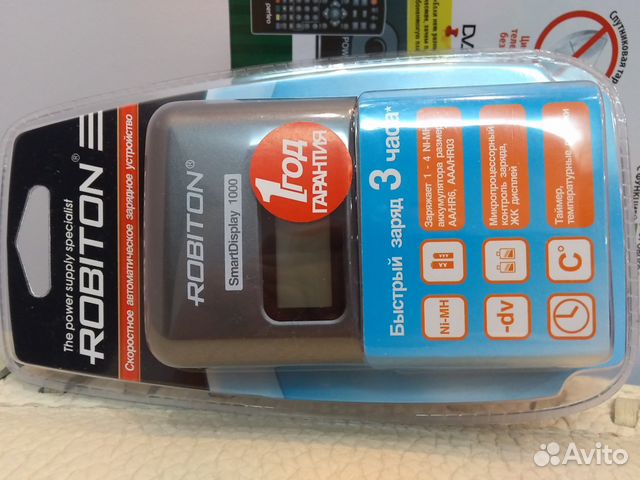 The power supply specialist
ROBITON®
Скоростное автоматическое зарядное устройство
ROBITON®
SmartDisplay 1000
1 ГОД
ГАРАНТИЯ
Быстрый заряд 3 часа*
Заряжает 1 - 4 NI-MH
аккумулятора
AA/HR6, AAA/HR03
Микропроцессорный
контроль заряда,
ЖК дисплей
Таймер,
температурные
Ni-MH
-dv
C°
perfeo
Спутниковая
Avito